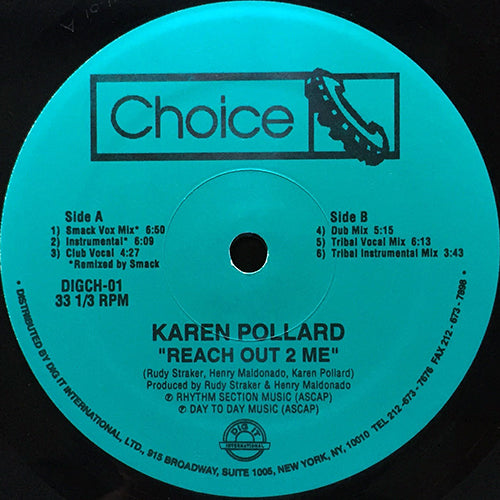 Choice
Side A
1) Smack Vox Mix* 6:50
2) Instrumental* 6:09
3) Club Vocal 4:27
*Remixed by Smack
DIGCH-01
33 1/3 RPM
Side B
4) Dub Mix 5:15
5) Tribal Vocal Mix 6:13
6) Tribal Instrumental Mix 3:43
KAREN POLLARD
"REACH OUT 2 ME"
(Rudy Straker, Henry Maldonado, Karen Pollard)
Produced by Rudy Straker & Henry Maldonado
℗ RHYTHM SECTION MUSIC (ASCAP)
℗ DAY TO DAY MUSIC (ASCAP)
DIG IT
INTERNATIONAL
• DISTRIBUTED BY DIG IT INTERNATIONAL, LTD., 915 BROADWAY, SUITE 1005, NEW YORK, NY, 10010 TEL 212-673-7676 FAX 212-673-7898 •